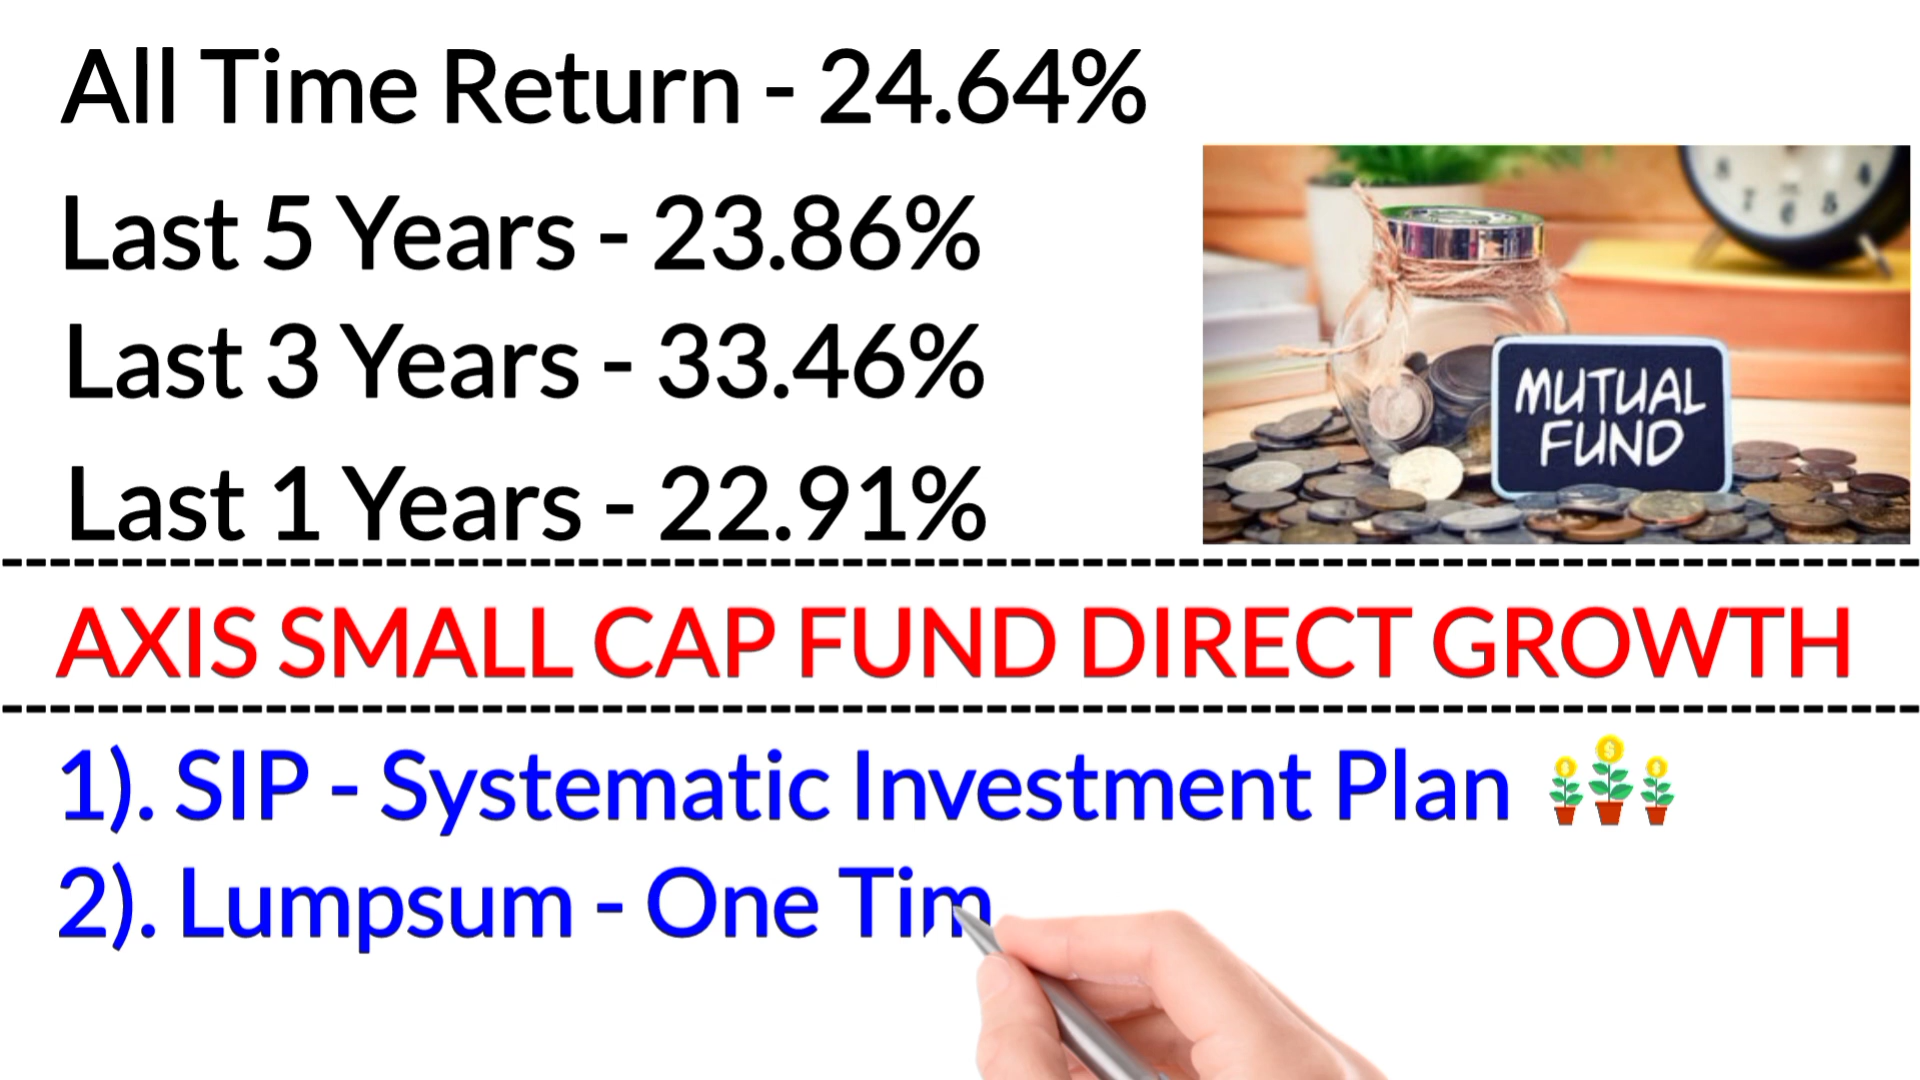 All Time Return - 24.64%
Last 5 Years - 23.86%
Last 3 Years - 33.46%
Last 1 Years - 22.91%
MUTUAL
FUND
AXIS SMALL CAP FUND DIRECT GROWTH
1). SIP - Systematic Investment Plan
2). Lumpsum - One Tim